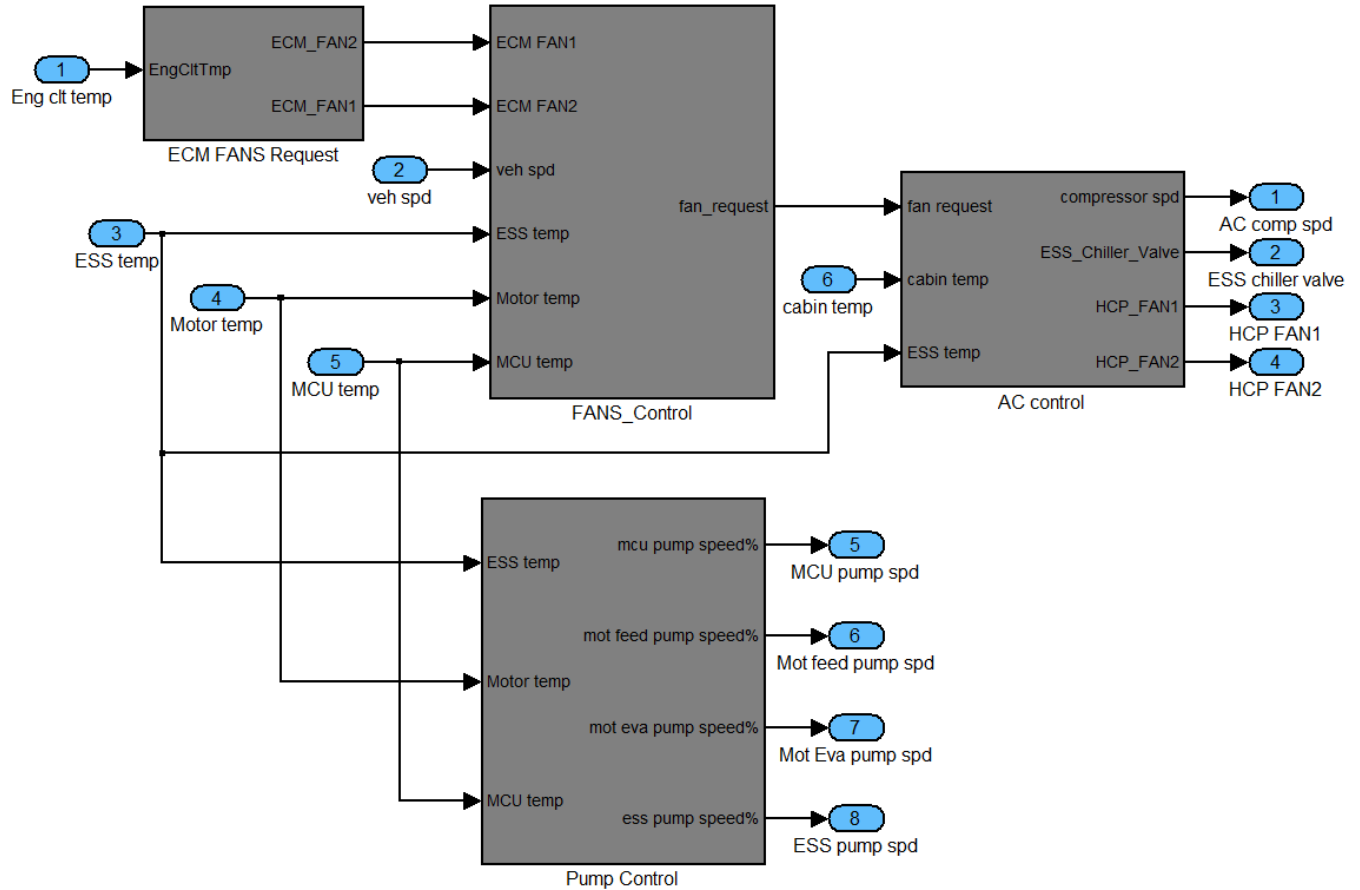 1
Eng clt temp
EngCltTmp
ECM_FAN2
ECM_FAN1
ECM FANS Request
2
veh spd
3
ESS temp
4
Motor temp
5
MCU temp
ECM FAN1
ECM FAN2
veh spd
ESS temp
Motor temp
MCU temp
fan_request
FANS_Control
6
cabin temp
fan request
cabin temp
ESS temp
compressor spd
ESS_Chiller_Valve
HCP_FAN1
HCP_FAN2
AC control
1
AC comp spd
2
ESS chiller valve
3
HCP FAN1
4
HCP FAN2
ESS temp
Motor temp
MCU temp
mcu pump speed%
mot feed pump speed%
mot eva pump speed%
ess pump speed%
Pump Control
5
MCU pump spd
6
Mot feed pump spd
7
Mot Eva pump spd
8
ESS pump spd